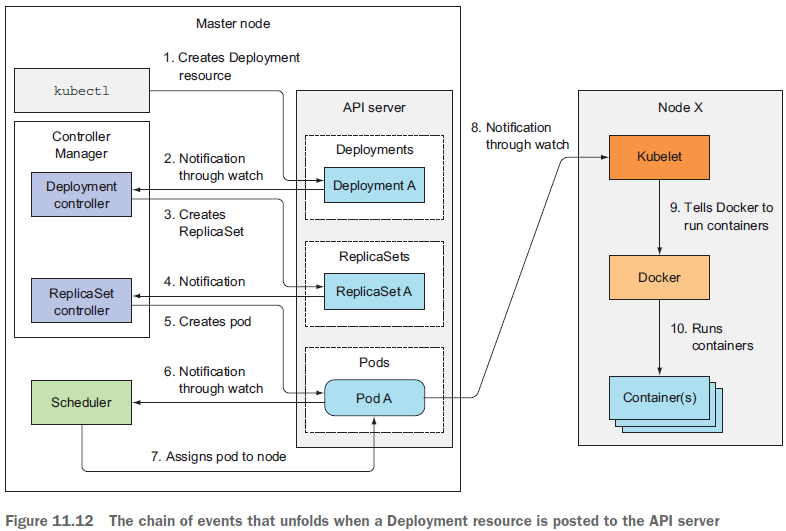 Master node
1. Creates Deployment
resource
kubectl
API server
Controller
Manager
Deployments
Deployment A
2. Notification
through watch
Deployment
controller
3. Creates
ReplicaSet
ReplicaSets
ReplicaSet A
4. Notification
ReplicaSet
controller
5. Creates pod
Pods
Pod A
6. Notification
through watch
Scheduler
7. Assigns pod to node
8. Notification
through watch
Node X
Kubelet
9. Tells Docker to
run containers
Docker
10. Runs
containers
Container(s)
Figure 11.12 The chain of events that unfolds when a Deployment resource is posted to the API server